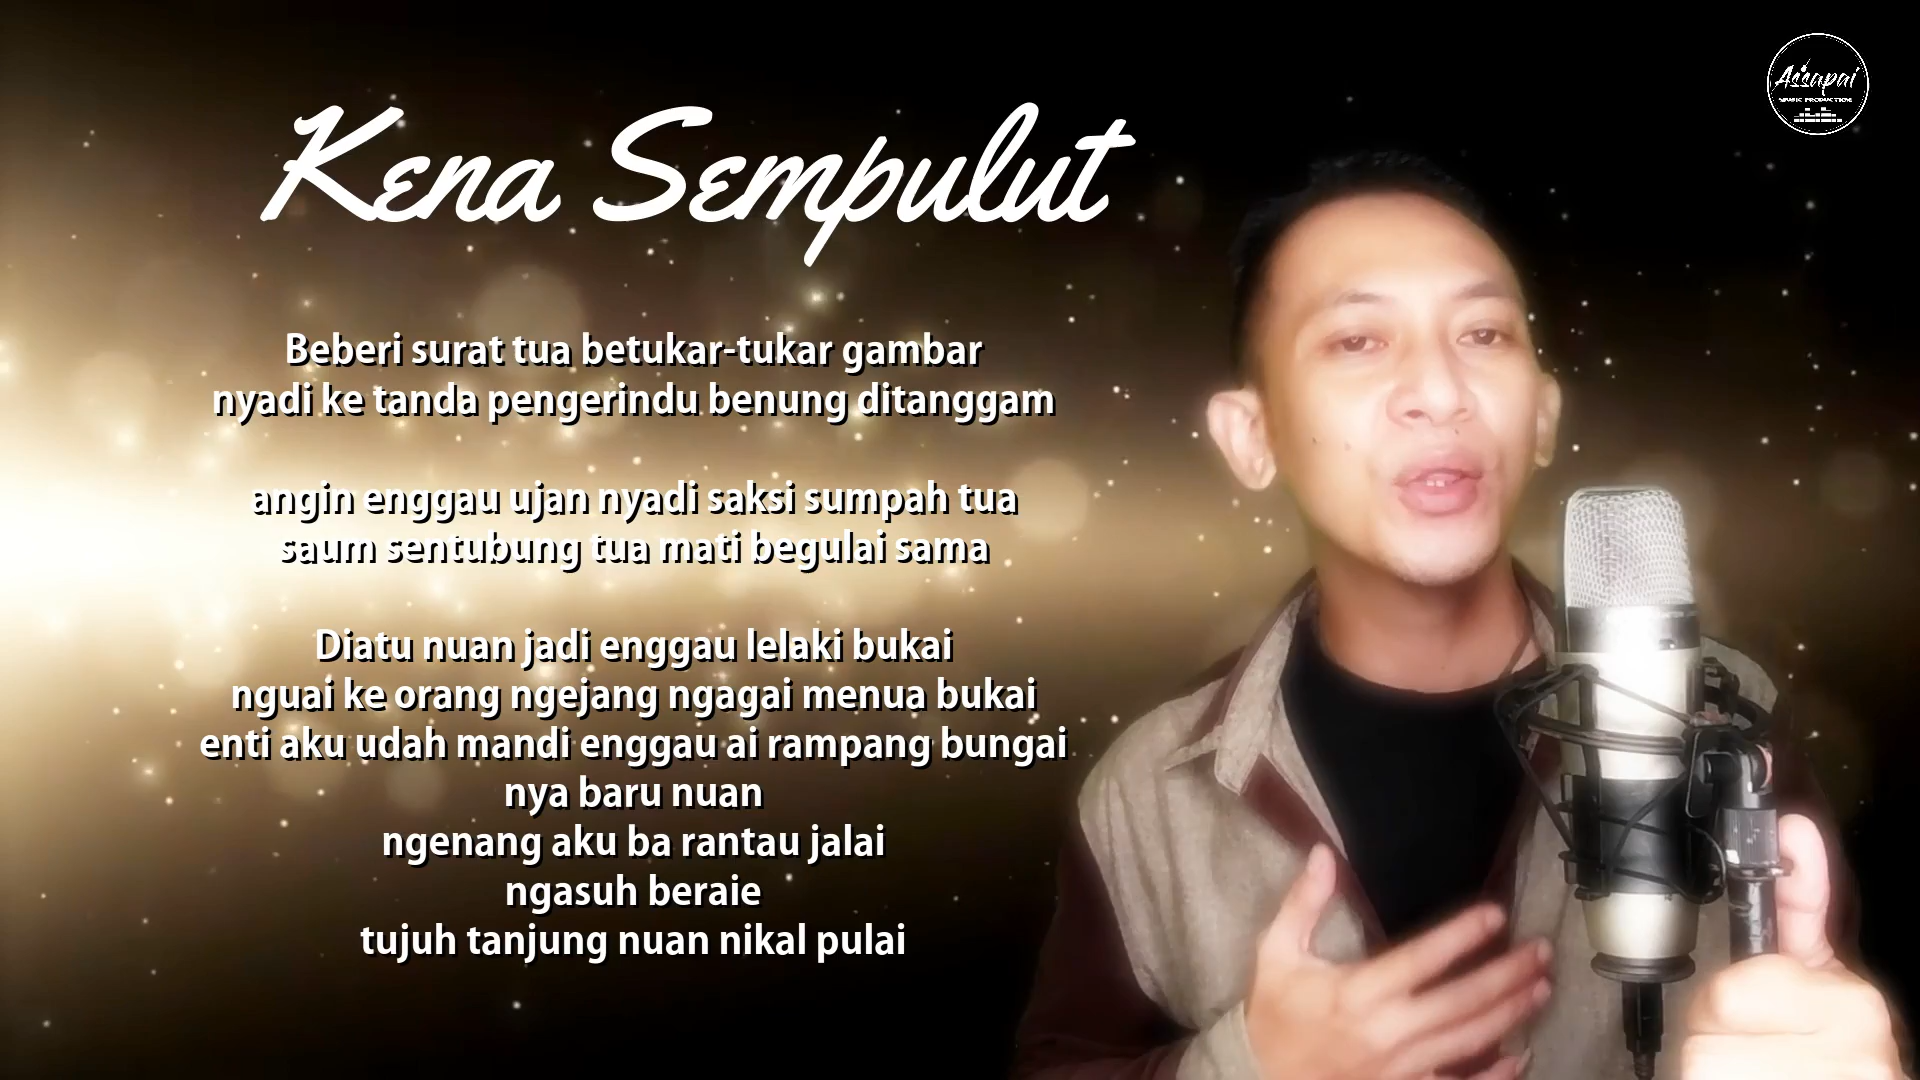 Kena Sempulut
Assapai
MUSIC PRODUCTION
Beberi surat tua betukar-tukar gambar
nyadi ke tanda pengerindu benung ditanggam
angin enggau ujan nyadi saksi sumpah tua
saum sentubung tua mati begulai sama
Diatu nuan jadi enggau lelaki bukai
nguai ke orang ngejang ngagai menua bukai
enti aku udah mandi enggau ai rampang bungai
nya baru nuan
ngenang aku ba rantau jalai
ngasuh beraie
tujuh tanjung nuan nikal pulai